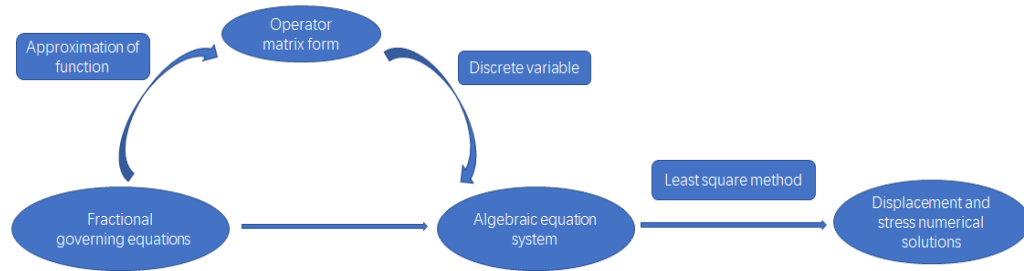 Operator
matrix form
Approximation of
function
Discrete variable
Least square method
Fractional
governing equations
Algebraic equation
system
Displacement and
stress numerical
solutions